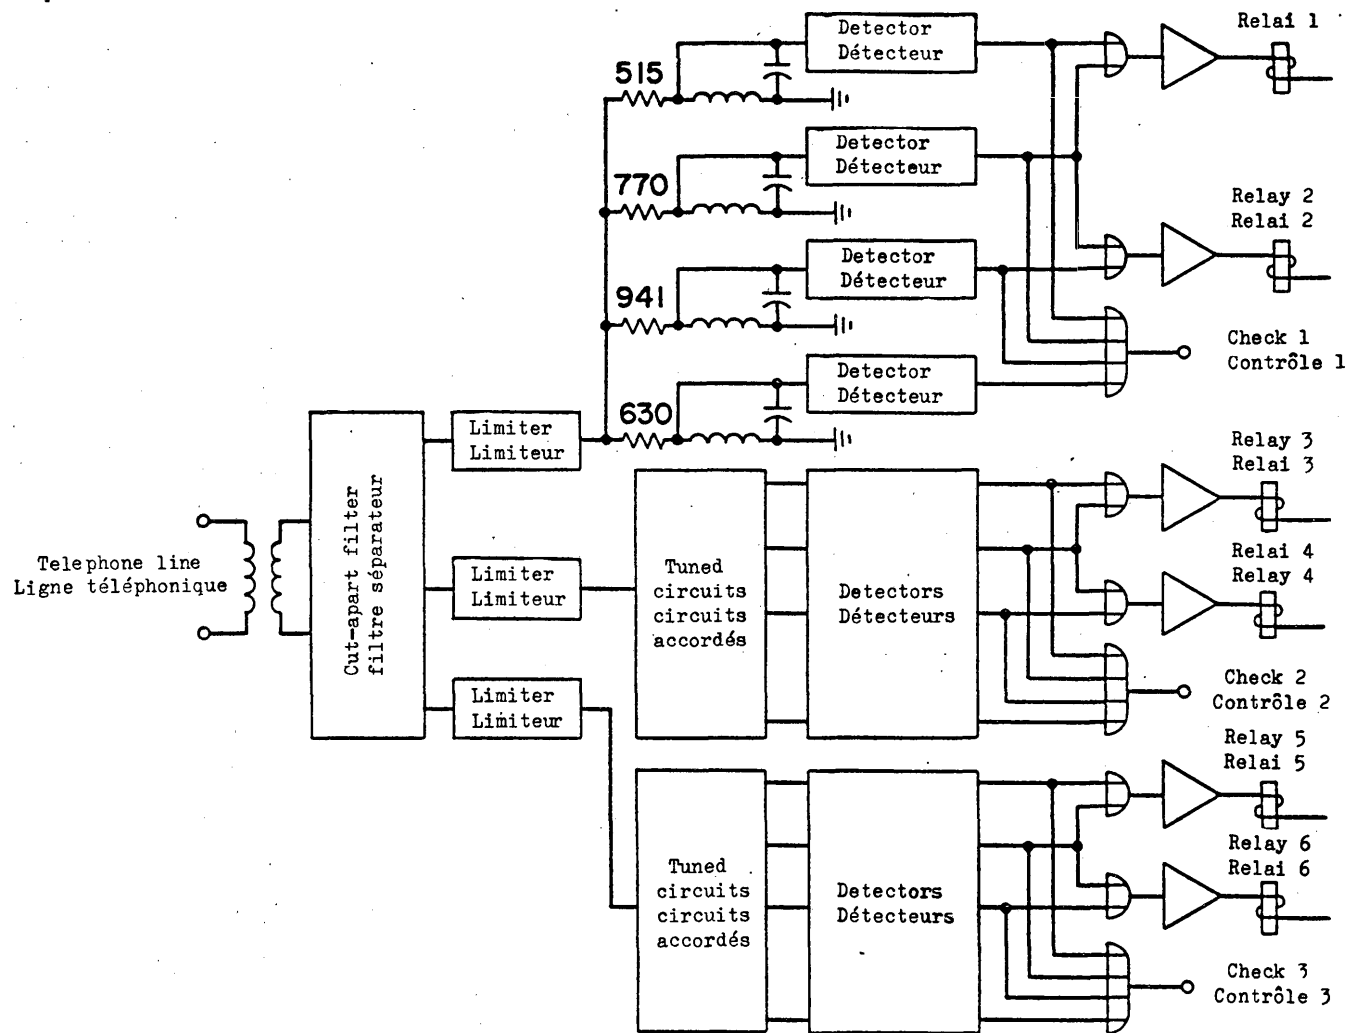 Relai 1
Detector
Détecteur
515
Detector
Détecteur
770
Relay 2
Relai 2
Detector
Détecteur
941
Check 1
Contrôle 1
Detector
Détecteur
630
Limiter
Limiteur
Relay 3
Relai 3
Telephone line
Ligne téléphonique
Cut-apart filter
filtre séparateur
Limiter
Limiteur
Tuned
circuits
circuits
accordés
Detectors
Détecteurs
Relai 4
Relay 4
Check 2
Contrôle 2
Limiter
Limiteur
Relay 5
Relai 5
Tuned
circuits
circuits
accordés
Detectors
Détecteurs
Relay 6
Relai 6
Check 3
Contrôle 3